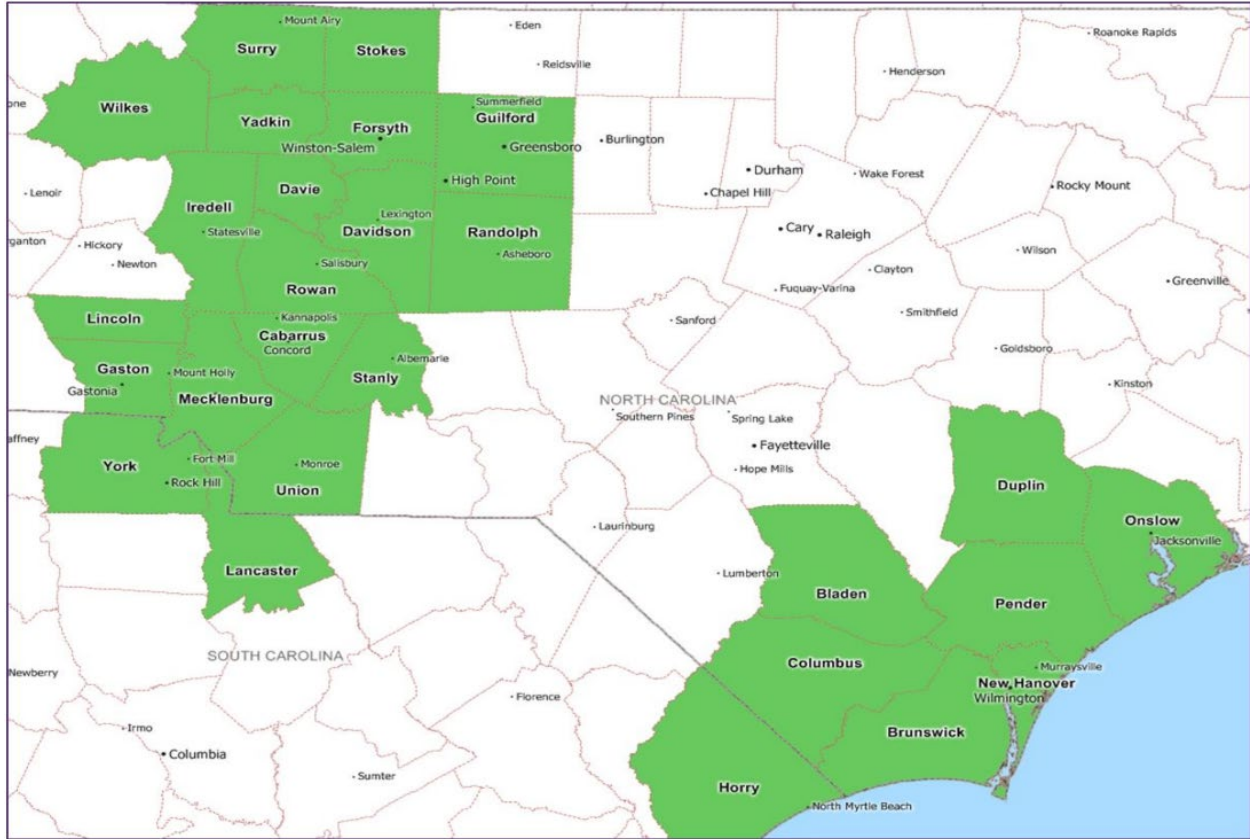 Mount Airy
Eden
Roanoke Rapids
Surry
Stokes
Reidsville
Henderson
Wilkes
Summerfield
Guilford
Yadkin
Forsyth
Winston-Salem
Greensboro
Burlington
Durham
Wake Forest
Lenoir
Davie
High Point
Chapel Hill
Rocky Mount
Iredell
Lexington
Statesville
Davidson
Randolph
Cary
Raleigh
Hickory
Asheboro
Wilson
Newton
Salisbury
Clayton
Greenville
Rowan
Fuquay-Varina
Lincoln
Kannapolis
Sanford
Smithfield
Cabarrus
Concord
Albemarle
Goldsboro
Gaston
Mount Holly
Stanly
Gastonia
Mecklenburg
Kinston
NORTH CAROLINA
Southern Pines
Spring Lake
Fayetteville
York
Fort Mill
Monroe
Hope Mills
Rock Hill
Union
Duplin
Onslow
Jacksonville
Laurinburg
Lancaster
Lumberton
Bladen
Pender
SOUTH CAROLINA
Columbus
Murraysville
Newberry
New Hanover
Wilmington
Florence
Irmo
Brunswick
Columbia
Sumter
Horry
North Myrtle Beach